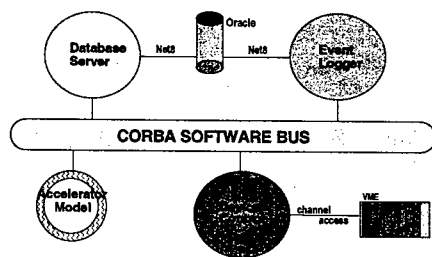 Database
Server
Net8
Oracle
Net8
Event
Logger
CORBA SOFTWARE BUS
Accelerator
Model
channel
access
VME